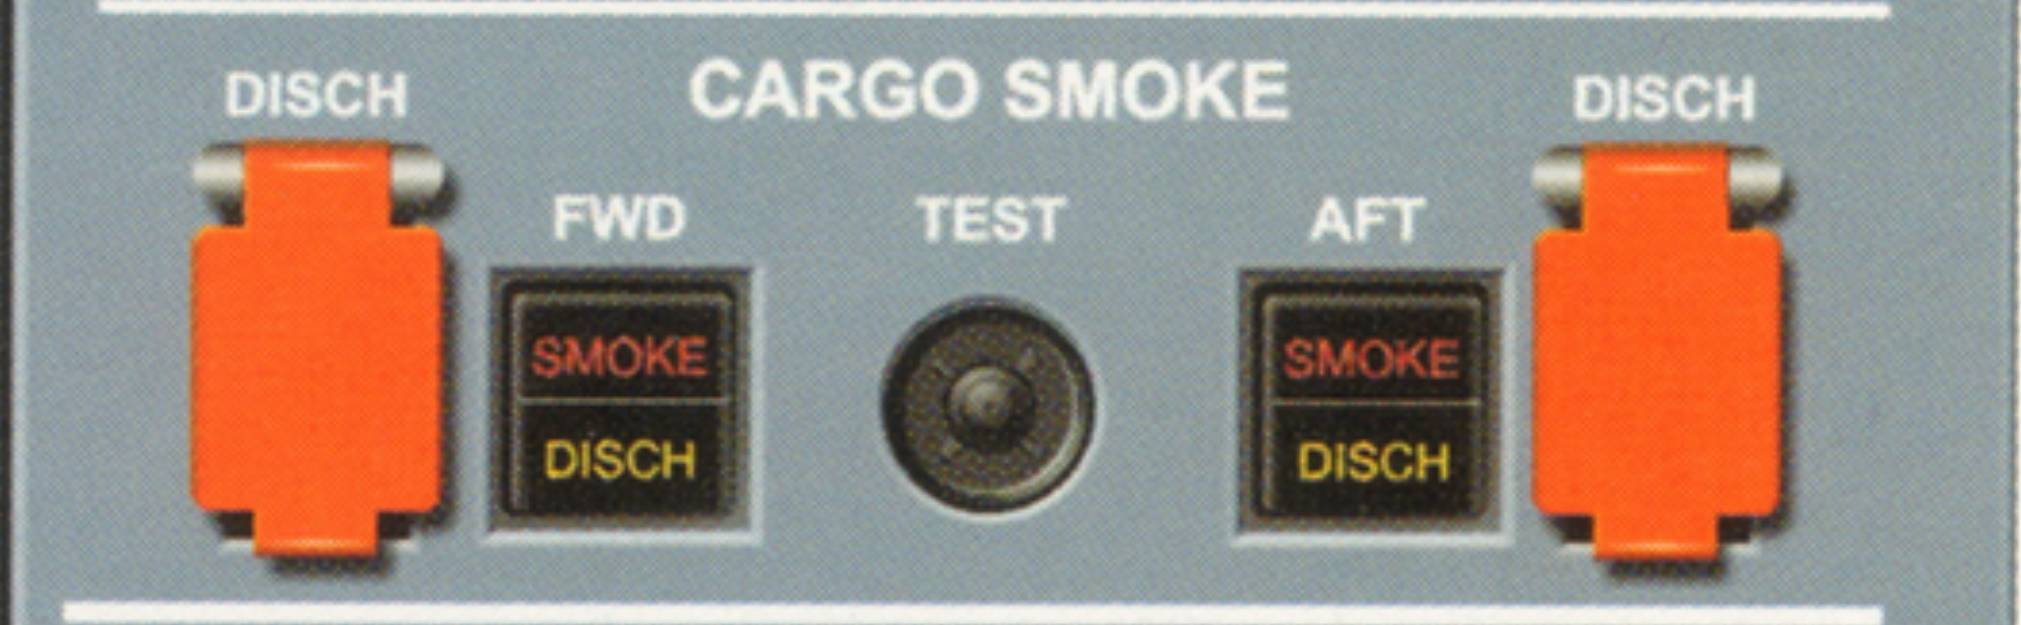 CARGO SMOKE
DISCH
DISCH
FWD
TEST
AFT
SMOKE
SMOKE
DISCH
DISCH